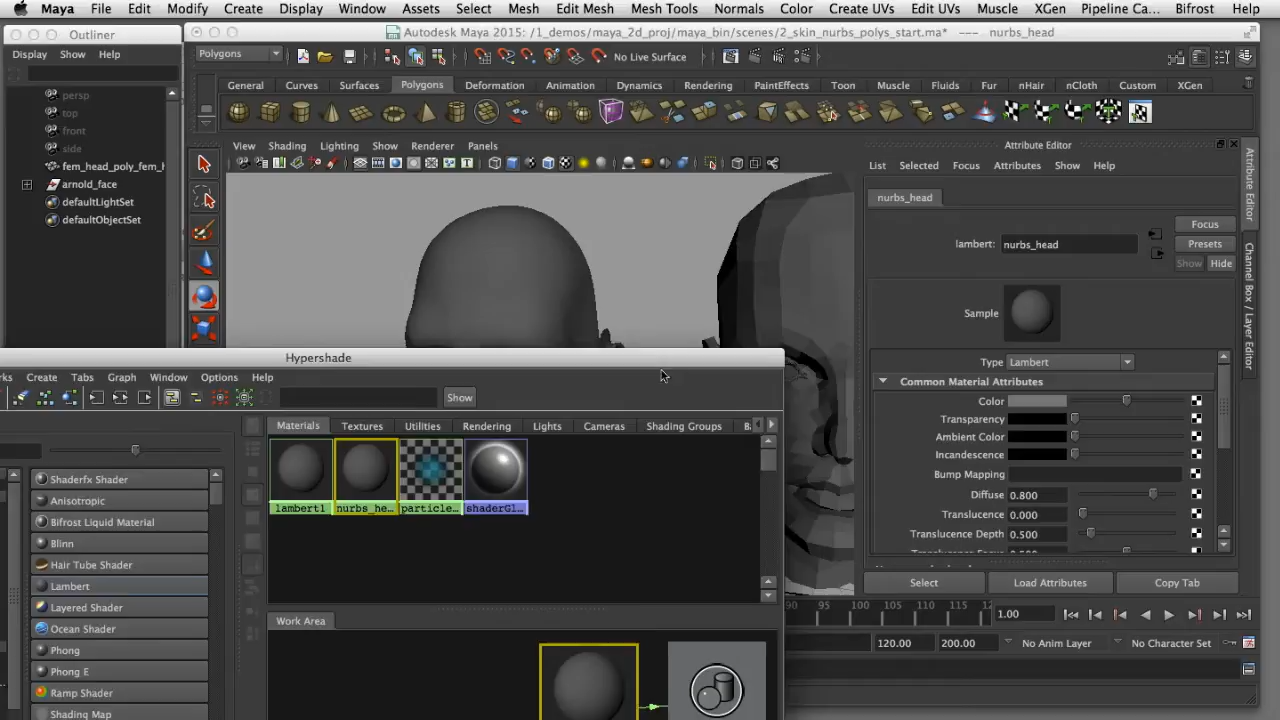 Maya File Edit Modify Create Display Window Assets Select Mesh Edit Mesh Mesh Tools Normals Color Create UVs Edit UVs Muscle XGen Pipeline Ca... Bifrost Help
Outliner
Autodesk Maya 2015: /1_demos/maya_2d_proj/maya_bin/scenes/2_skin_nurbs_polys_start.ma* --- nurbs_head
Display Show Help
Polygons
No Live Surface
General Curves Surfaces Polygons Deformation Animation Dynamics Rendering PaintEffects Toon Muscle Fluids Fur nHair nCloth Custom XGen
persp
top
front
side
fem_head_poly_fem_h
arnold_face
defaultLightSet
defaultObjectSet
View Shading Lighting Show Renderer Panels
Attribute Editor
List Selected Focus Attributes Show Help
nurbs_head
Focus
lambert: nurbs_head
Presets
Show Hide
Sample
Type Lambert
Common Material Attributes
Color
Transparency
Ambient Color
Incandescence
Bump Mapping
Diffuse 0.800
Translucence 0.000
Translucence Depth 0.500
Translucence Focus 0.500
Select Load Attributes Copy Tab
Attribute Editor
Channel Box / Layer Editor
Hypershade
rks Create Tabs Graph Window Options Help
Show
Materials Textures Utilities Rendering Lights Cameras Shading Groups
lambert1 nurbs_he... particle... shaderGl...
Shaderfx Shader
Anisotropic
Bifrost Liquid Material
Blinn
Hair Tube Shader
Lambert
Layered Shader
Ocean Shader
Phong
Phong E
Ramp Shader
Shading Map
Work Area
90 95 100 105 110 115 12
1.00
120.00 200.00 No Anim Layer No Character Set